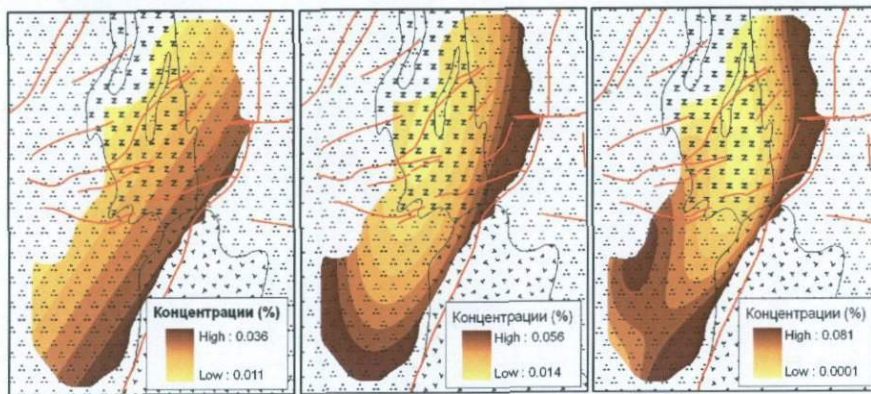 Концентрации (%)
High : 0.036
Low : 0.011
Концентрации (%)
High : 0.056
Low : 0.014
Концентрации (%)
High : 0.081
Low : 0.0001